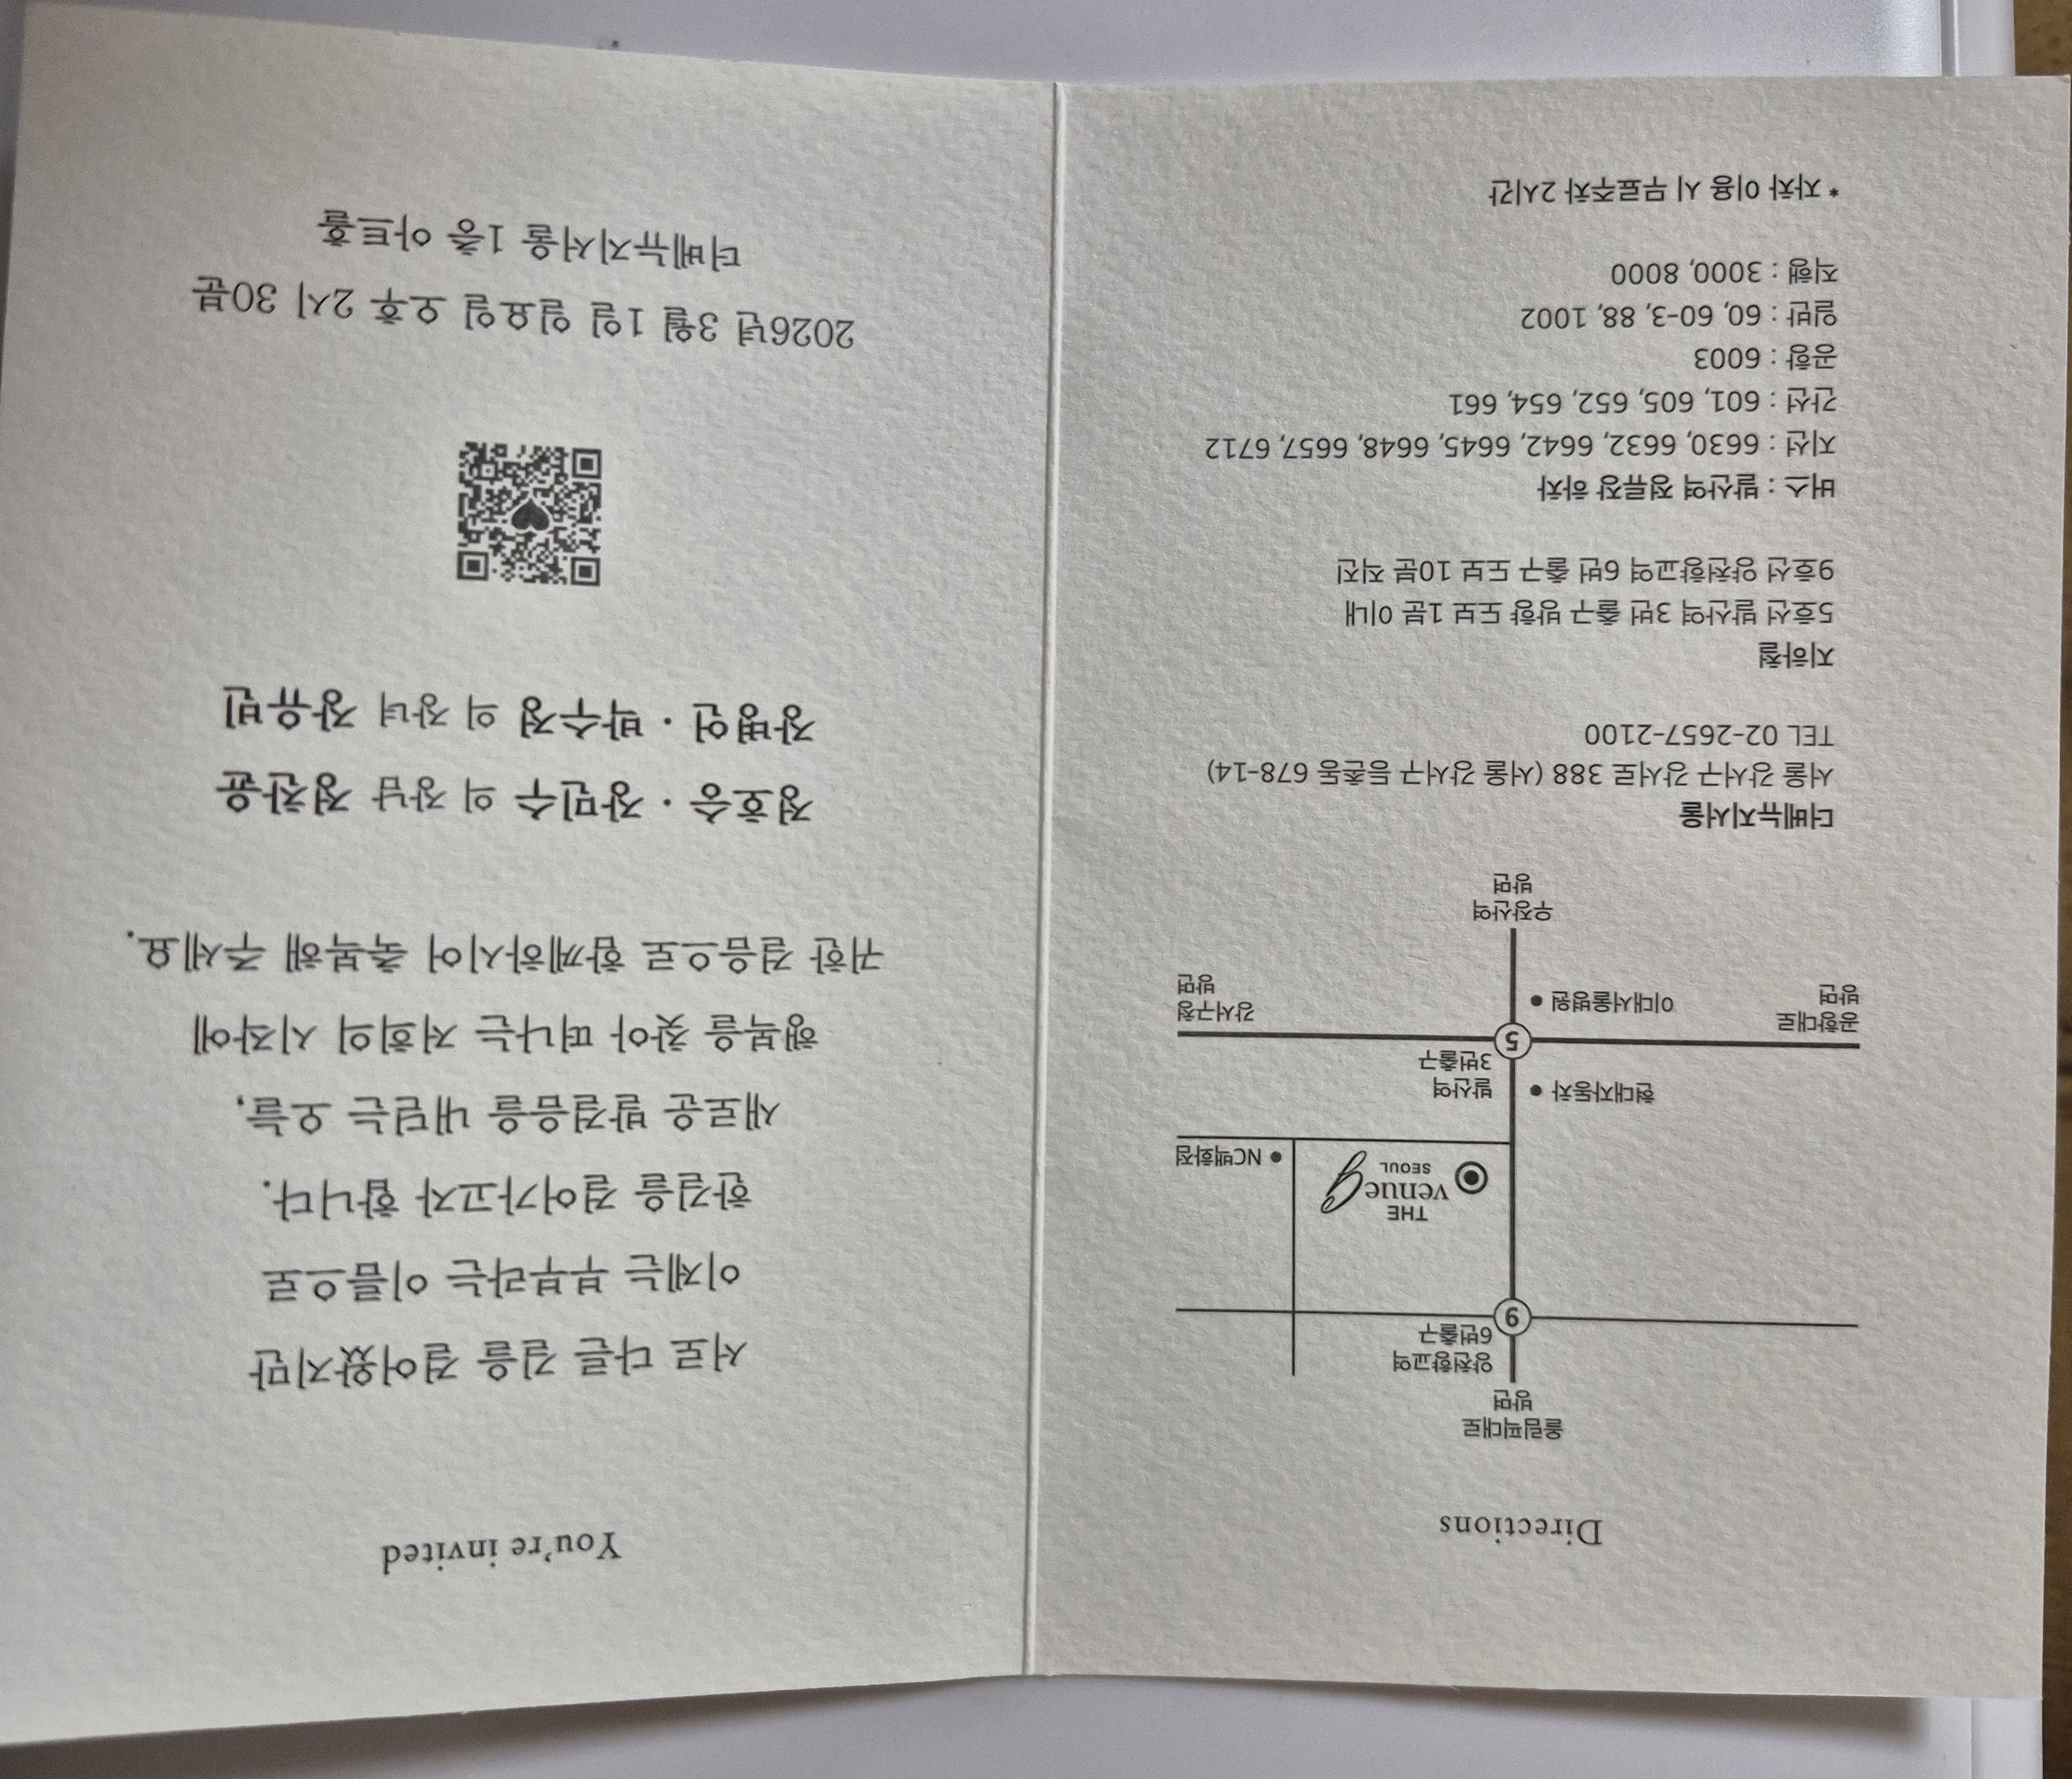 Directions
올림픽대로
방면
양천향교역
6번출구
9
THE
venue g
SEOUL
NC백화점
현대자동차
발산역
3번출구
5
공항대로
방면
이대서울병원
강서구청
방면
우장산역
방면
더베뉴지서울
서울 강서구 강서로 388 (서울 강서구 등촌동 678-14)
TEL 02-2657-2100
지하철
5호선 발산역 3번 출구 방향 도보 1분 이내
9호선 양천향교역 6번 출구 도보 10분 직진
버스 : 발산역 정류장 하차
지선 : 6630, 6632, 6642, 6645, 6648, 6657, 6712
간선 : 601, 605, 652, 654, 661
공항 : 6003
일반 : 60, 60-3, 88, 1002
직행 : 3000, 8000
* 자차 이용 시 무료주차 2시간
You're invited
서로 다른 길을 걸어왔지만
이제는 부부라는 이름으로
한길을 걸어가고자 합니다.
새로운 발걸음을 내딛는 오늘,
행복을 찾아 떠나는 저희의 시작에
귀한 걸음으로 함께하시어 축복해 주세요.
정호승 · 장민수 의 장남 정찬윤
장병언 · 박수정 의 장녀 장유빈
2026년 3월 1일 일요일 오후 2시 30분
더베뉴지서울 1층 아트홀